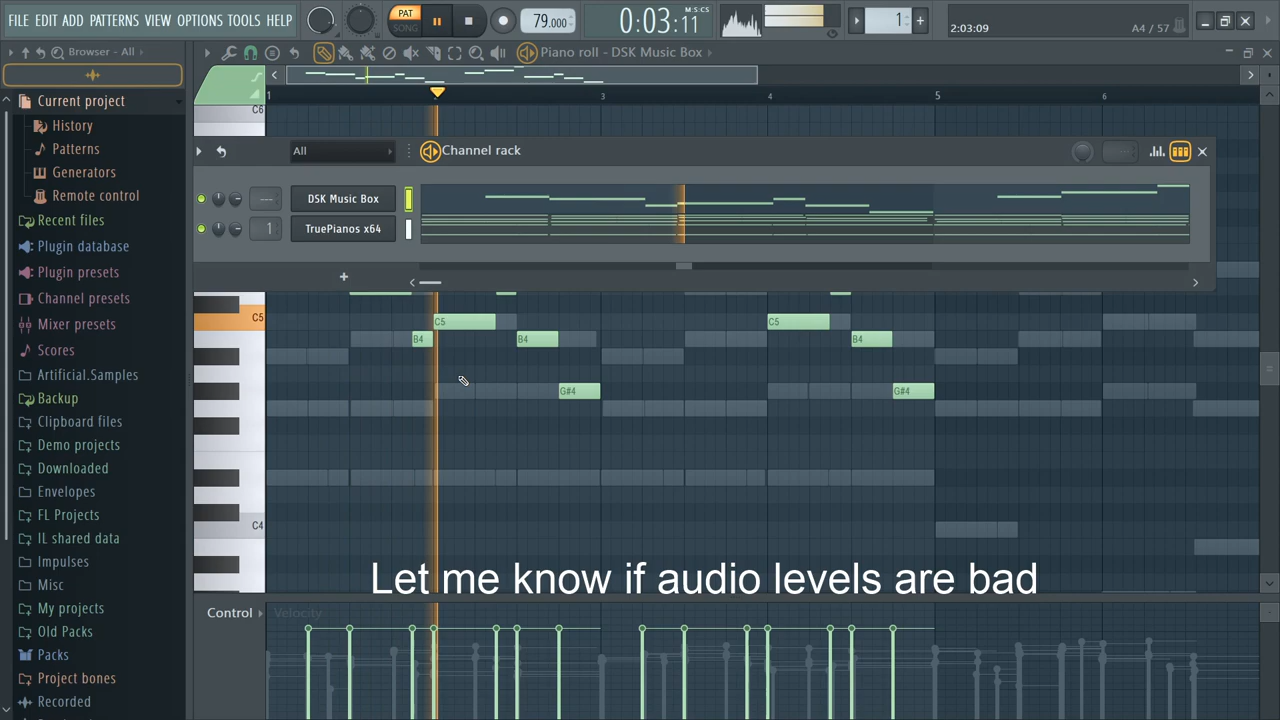 FILE EDIT ADD PATTERNS VIEW OPTIONS TOOLS HELP
PAT
SONG
79.000
0:03:11
M:S:CS
1
2:03:09
A4 / 57
Browser - All
Piano roll - DSK Music Box
Current project
History
Patterns
Generators
Remote control
Recent files
Plugin database
Plugin presets
Channel presets
Mixer presets
Scores
Artificial.Samples
Backup
Clipboard files
Demo projects
Downloaded
Envelopes
FL Projects
IL shared data
Impulses
Misc
My projects
Old Packs
Packs
Project bones
Recorded
1
3
4
5
6
C6
All
Channel rack
DSK Music Box
1
TruePianos x64
C5
C5
C5
B4
B4
B4
G#4
G#4
C4
Let me know if audio levels are bad
Control
Velocity